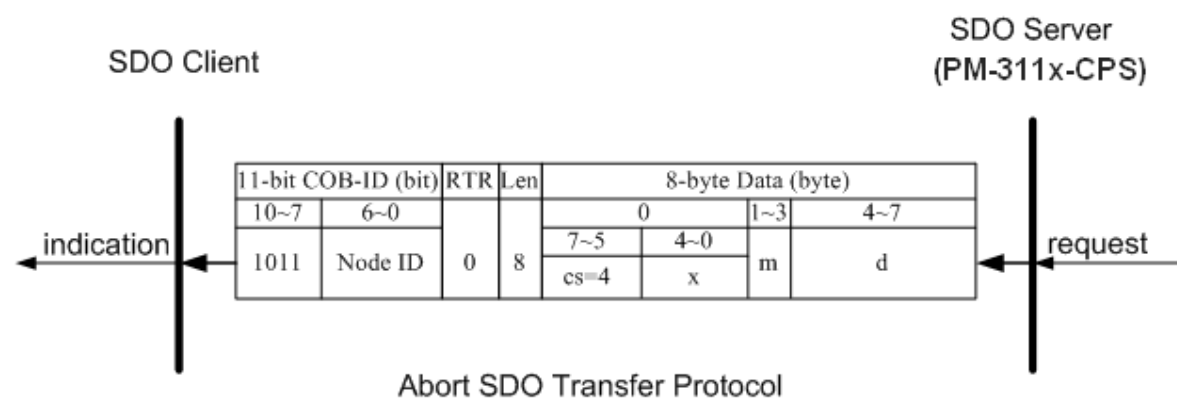 SDO Client
SDO Server
(PM-311x-CPS)
11-bit COB-ID (bit) RTR Len 8-byte Data (byte)
10~7 6~0 0 1~3 4~7
7~5 4~0
indication 1011 Node ID 0 8 m d request
cs=4 x
Abort SDO Transfer Protocol